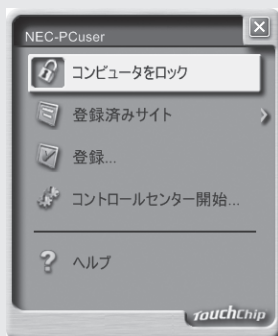 NEC-PCuser
コンピュータをロック
登録済みサイト
登録...
コントロールセンター開始...
ヘルプ
TouchChip